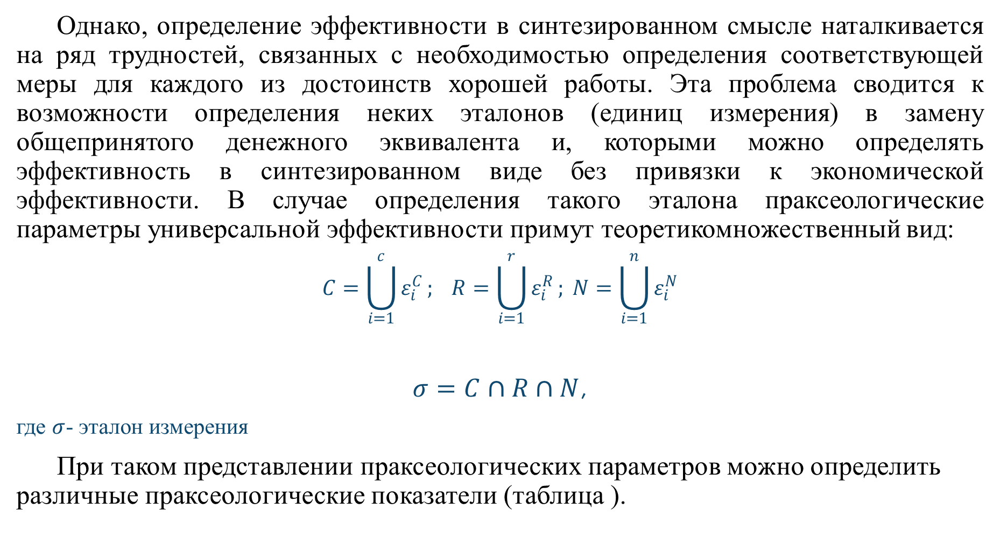 Однако, определение эффективности в синтезированном смысле наталкивается
на ряд трудностей, связанных с необходимостью определения соответствующей
меры для каждого из достоинств хорошей работы. Эта проблема сводится к
возможности определения неких эталонов (единиц измерения) в замену
общепринятого денежного эквивалента и, которыми можно определять
эффективность в синтезированном виде без привязки к экономической
эффективности. В случае определения такого эталона праксеологические
параметры универсальной эффективности примут теоретикомножественный вид:
$C = \bigcup_{i=1}^{c} \varepsilon_i^C ; \quad R = \bigcup_{i=1}^{r} \varepsilon_i^R ; \; N = \bigcup_{i=1}^{n} \varepsilon_i^N$
$\sigma = C \cap R \cap N,$
где σ- эталон измерения
При таком представлении праксеологических параметров можно определить
различные праксеологические показатели (таблица ).